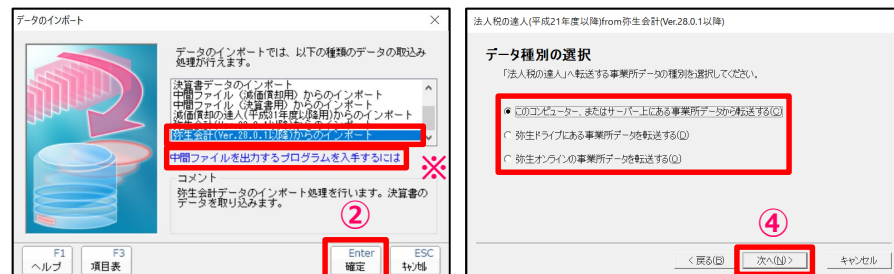 データのインポート
データのインポートでは、以下の種類のデータの取込み
処理が行えます。
決算書データのインポート
中間ファイル（減価償却用）からのインポート
中間ファイル（決算書用）からのインポート
減価償却の達人(平成31年度以降用)からのインポート
弥生会計(Ver.28.0.1以降)からのインポート
中間ファイルを出力するプログラムを入手するには
※
コメント
弥生会計データのインポート処理を行います。決算書の
データを取り込みます。
②
F1
ヘルプ
F3
項目表
Enter
確定
ESC
ｷｬﾝｾﾙ
法人税の達人(平成21年度以降)from弥生会計(Ver.28.0.1以降)
データ種別の選択
「法人税の達人」へ転送する事業所データの種別を選択してください。
このコンピューター、またはサーバー上にある事業所データから転送する(C)
弥生ドライブにある事業所データを転送する(D)
弥生オンラインの事業所データを転送する(O)
④
< 戻る(B)
次へ(N) >
キャンセル